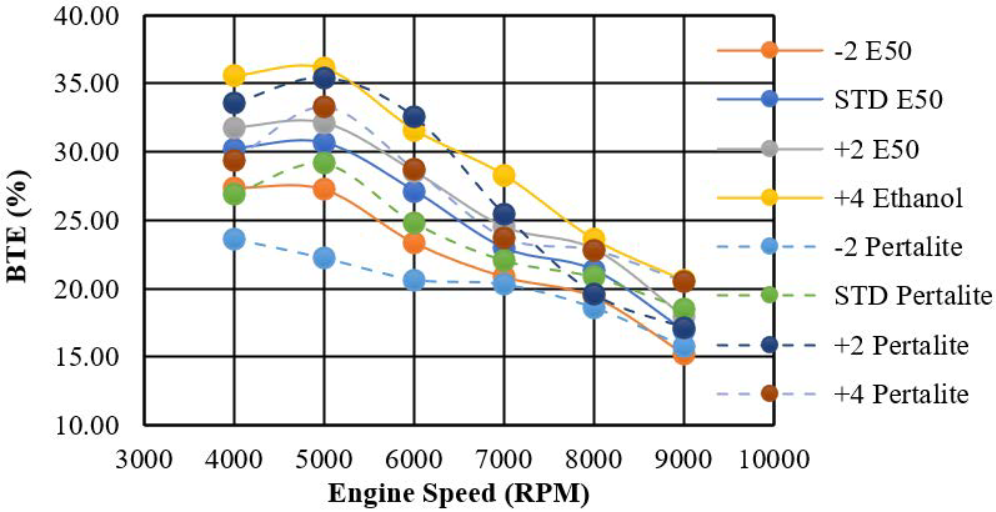 40.00
35.00
30.00
25.00
20.00
15.00
10.00
BTE (%)
3000 4000 5000 6000 7000 8000 9000 10000
Engine Speed (RPM)
-2 E50
STD E50
+2 E50
+4 Ethanol
-2 Pertalite
STD Pertalite
+2 Pertalite
+4 Pertalite